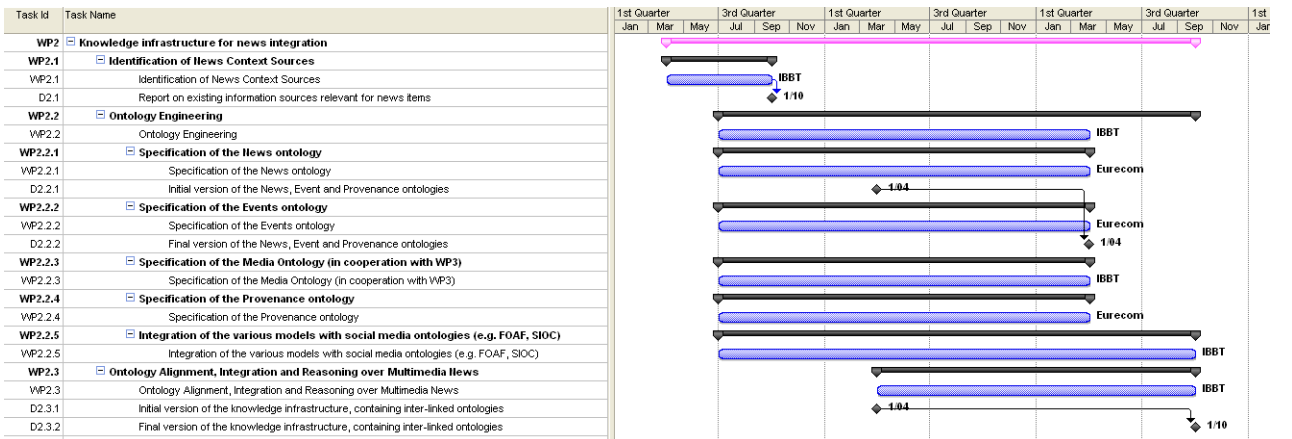 Task Id Task Name 1st Quarter 3rd Quarter 1st Quarter 3rd Quarter 1st Quarter 3rd Quarter 1st
Jan Mar May Jul Sep Nov Jan Mar May Jul Sep Nov Jan Mar May Jul Sep Nov Jar
WP2 Knowledge infrastructure for news integration
WP2.1 Identification of News Context Sources
WP2.1 Identification of News Context Sources IBBT
D2.1 Report on existing information sources relevant for news items 1/10
WP2.2 Ontology Engineering
WP2.2 Ontology Engineering IBBT
WP2.2.1 Specification of the News ontology
WP2.2.1 Specification of the News ontology Eurecom
D2.2.1 Initial version of the News, Event and Provenance ontologies 1/04
WP2.2.2 Specification of the Events ontology
WP2.2.2 Specification of the Events ontology Eurecom
D2.2.2 Final version of the News, Event and Provenance ontologies 1/04
WP2.2.3 Specification of the Media Ontology (in cooperation with WP3)
WP2.2.3 Specification of the Media Ontology (in cooperation with WP3) IBBT
WP2.2.4 Specification of the Provenance ontology
WP2.2.4 Specification of the Provenance ontology Eurecom
WP2.2.5 Integration of the various models with social media ontologies (e.g. FOAF, SIOC)
WP2.2.5 Integration of the various models with social media ontologies (e.g. FOAF, SIOC) IBBT
WP2.3 Ontology Alignment, Integration and Reasoning over Multimedia News
WP2.3 Ontology Alignment, Integration and Reasoning over Multimedia News IBBT
D2.3.1 Initial version of the knowledge infrastructure, containing inter-linked ontologies 1/04
D2.3.2 Final version of the knowledge infrastructure, containing inter-linked ontologies 1/10